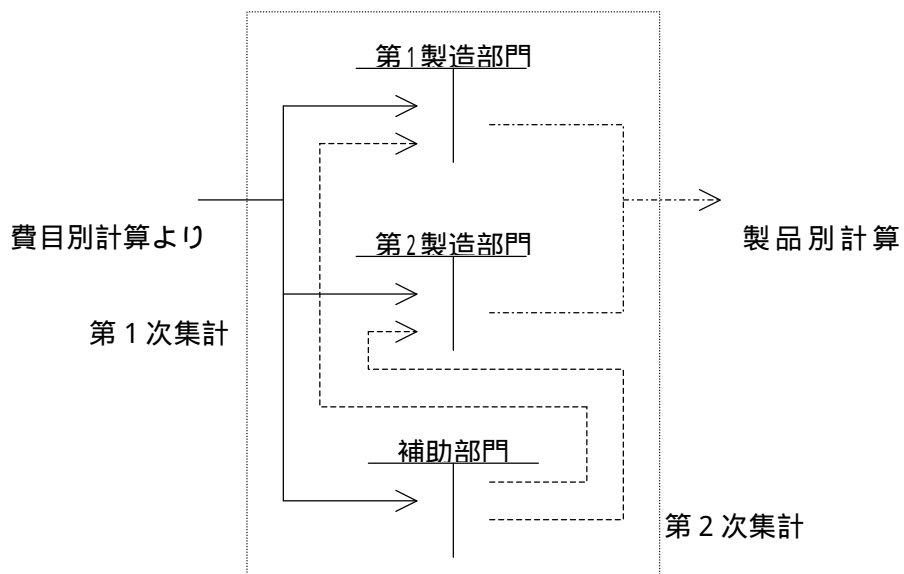 第1製造部門
費目別計算より
第2製造部門
製品別計算
第1次集計
補助部門
第2次集計